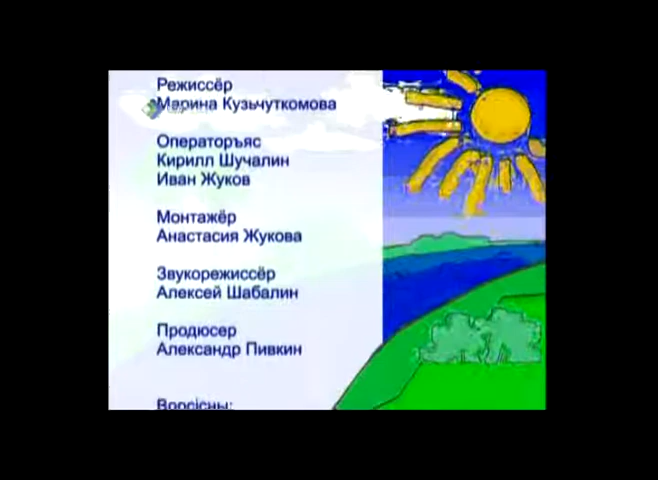 Режиссёр
Марина Кузьчуткомова
Операторъяс
Кирилл Шучалин
Иван Жуков
Монтажёр
Анастасия Жукова
Звукорежиссёр
Алексей Шабалин
Продюсер
Александр Пивкин